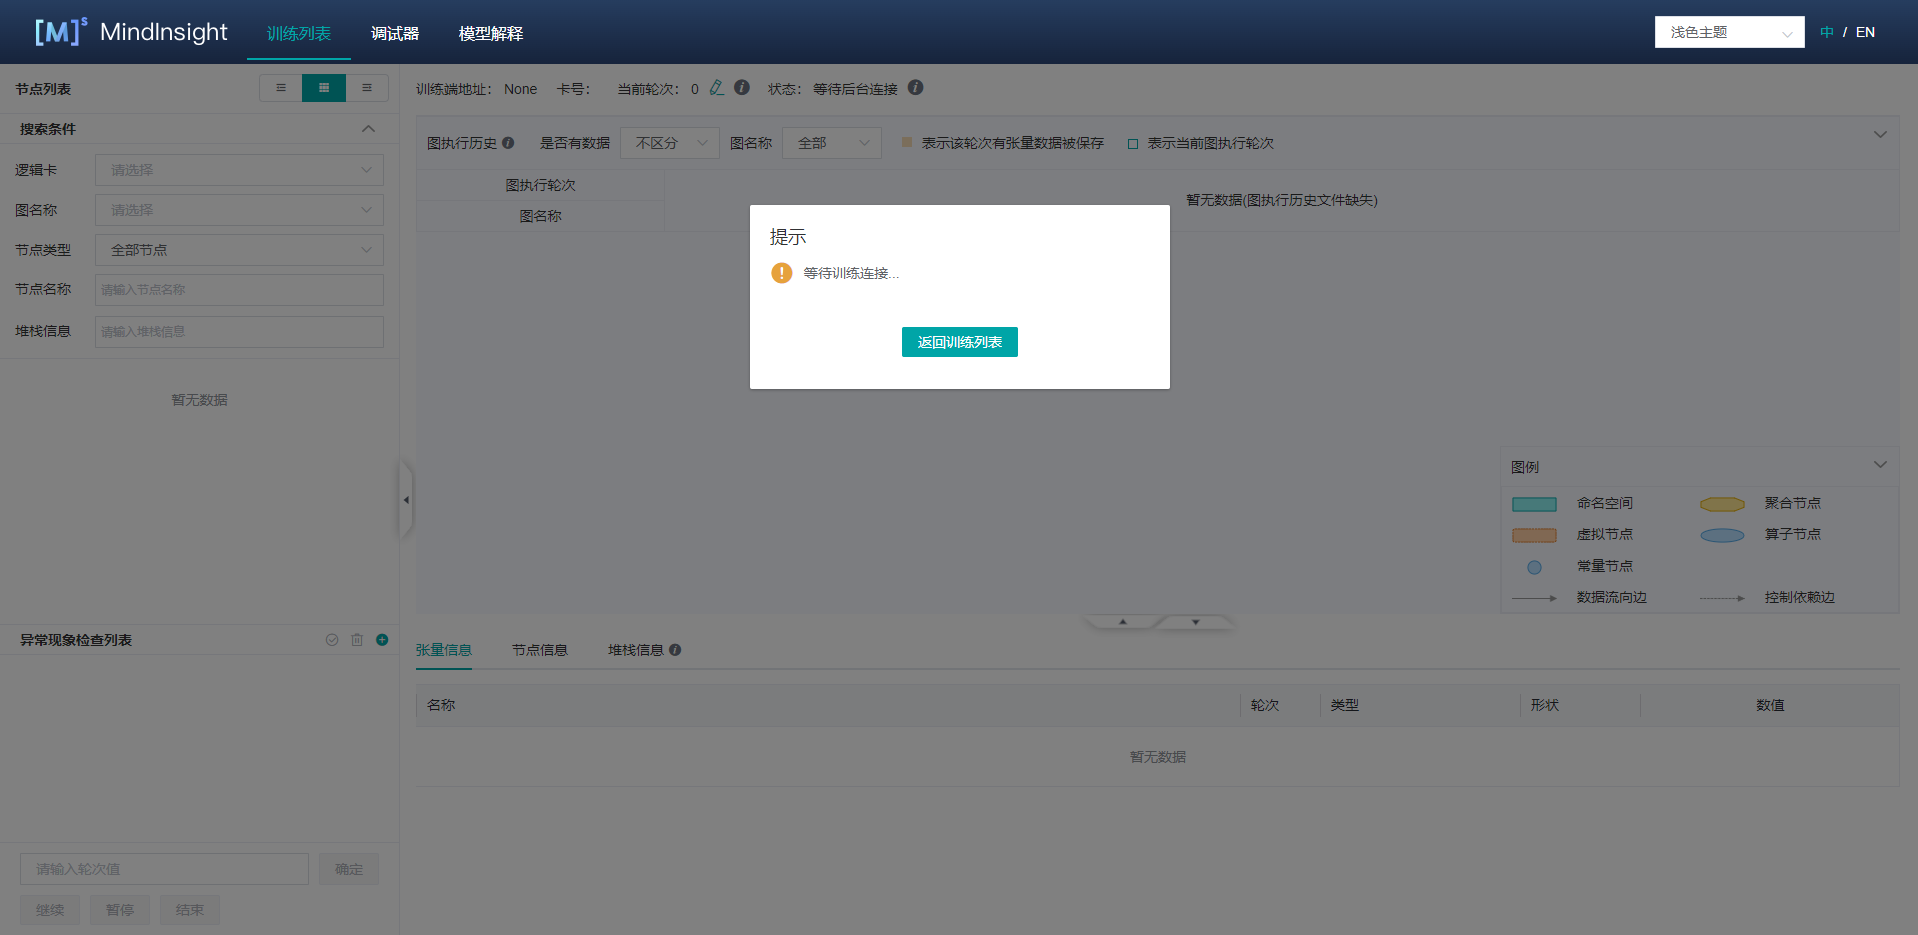 [M]s MindInsight 训练列表 调试器 模型解释 浅色主题 中 / EN
节点列表
训练端地址： None 卡号： 当前轮次： 0 状态： 等待后台连接
搜索条件
图执行历史 是否有数据 不区分 图名称 全部 表示该轮次有张量数据被保存 表示当前图执行轮次
逻辑卡 请选择
图执行轮次
暂无数据(图执行历史文件缺失)
图名称 请选择
图名称
提示
节点类型 全部节点
等待训练连接...
节点名称 请输入节点名称
堆栈信息 请输入堆栈信息
返回训练列表
暂无数据
图例
命名空间 聚合节点
虚拟节点 算子节点
常量节点
数据流向边 控制依赖边
异常现象检查列表
张量信息 节点信息 堆栈信息
名称 轮次 类型 形状 数值
暂无数据
请输入轮次值 确定
继续 暂停 结束